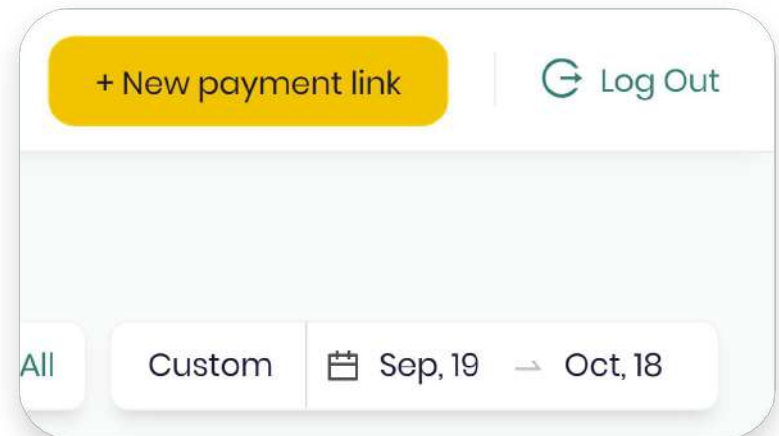 + New payment link
Log Out
All
Custom
Sep, 19 → Oct, 18